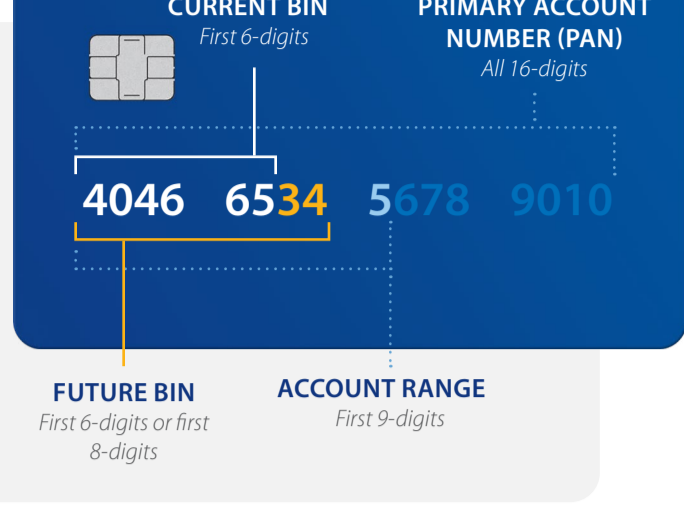 CURRENT BIN
First 6-digits
PRIMARY ACCOUNT
NUMBER (PAN)
All 16-digits
4046 6534 5678 9010
FUTURE BIN
First 6-digits or first
8-digits
ACCOUNT RANGE
First 9-digits